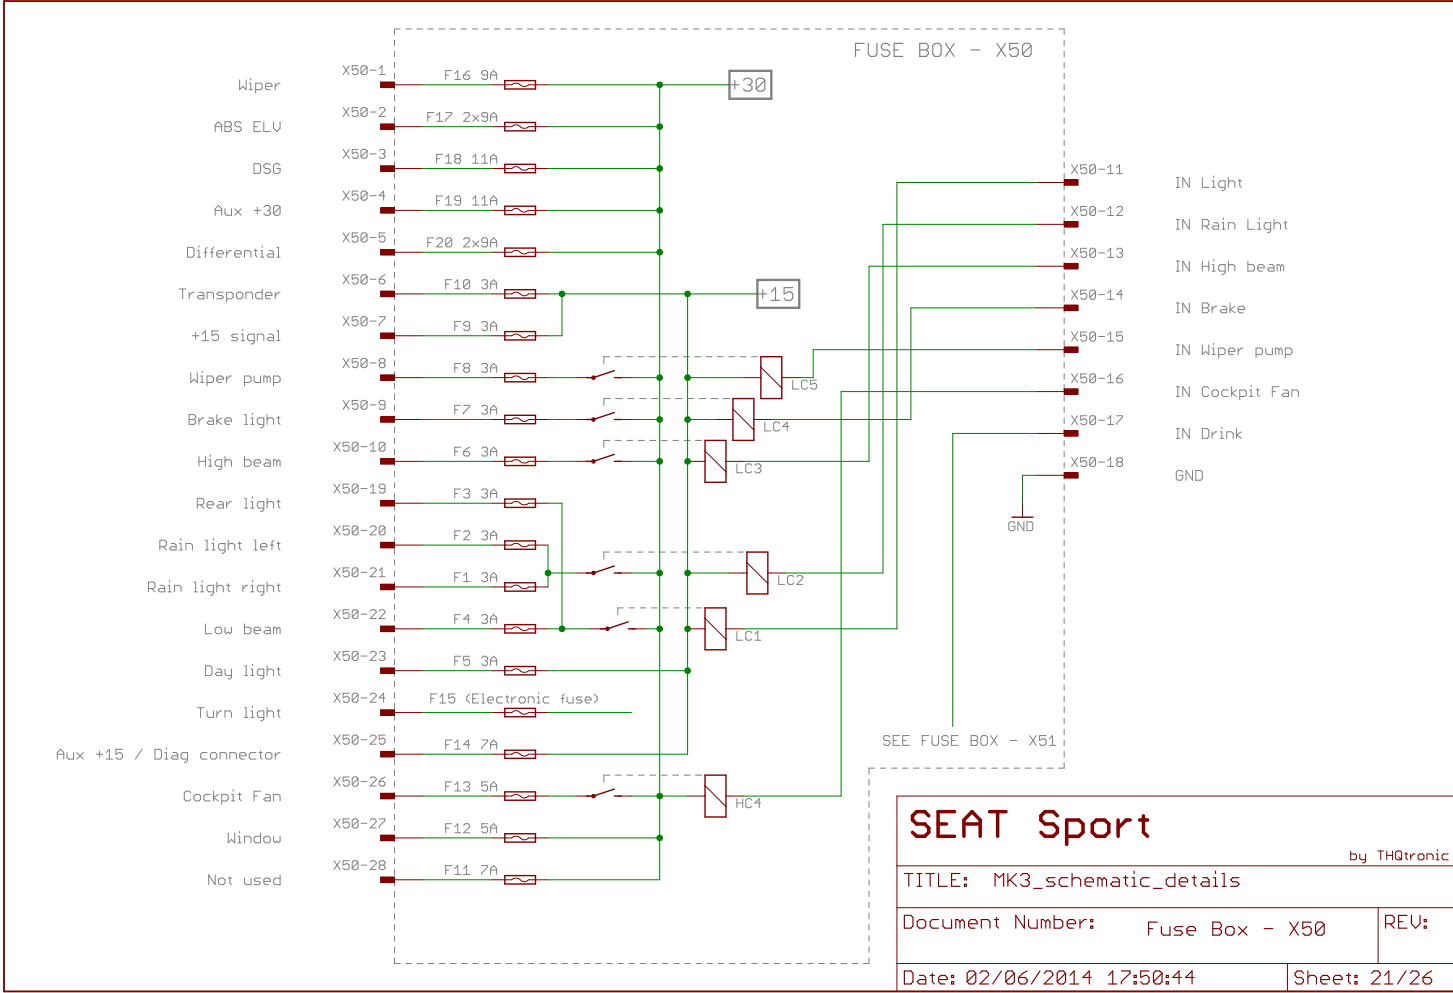 FUSE BOX - X50
Wiper X50-1 F16 9A +30
ABS ELV X50-2 F17 2x9A
DSG X50-3 F18 11A
Aux +30 X50-4 F19 11A
Differential X50-5 F20 2x9A
Transponder X50-6 F10 3A +15
+15 signal X50-7 F9 3A
Wiper pump X50-8 F8 3A LC5
Brake light X50-9 F7 3A LC4
High beam X50-10 F6 3A LC3
Rear light X50-19 F3 3A
Rain light left X50-20 F2 3A
Rain light right X50-21 F1 3A LC2
Low beam X50-22 F4 3A LC1
Day light X50-23 F5 3A
Turn light X50-24 F15 (Electronic fuse)
Aux +15 / Diag connector X50-25 F14 7A
Cockpit Fan X50-26 F13 5A HC4
Window X50-27 F12 5A
Not used X50-28 F11 7A
X50-11 IN Light
X50-12 IN Rain Light
X50-13 IN High beam
X50-14 IN Brake
X50-15 IN Wiper pump
X50-16 IN Cockpit Fan
X50-17 IN Drink
X50-18 GND
GND
SEE FUSE BOX - X51
SEAT Sport
by THQtronic
TITLE: MK3_schematic_details
Document Number: Fuse Box - X50 REV:
Date: 02/06/2014 17:50:44 Sheet: 21/26